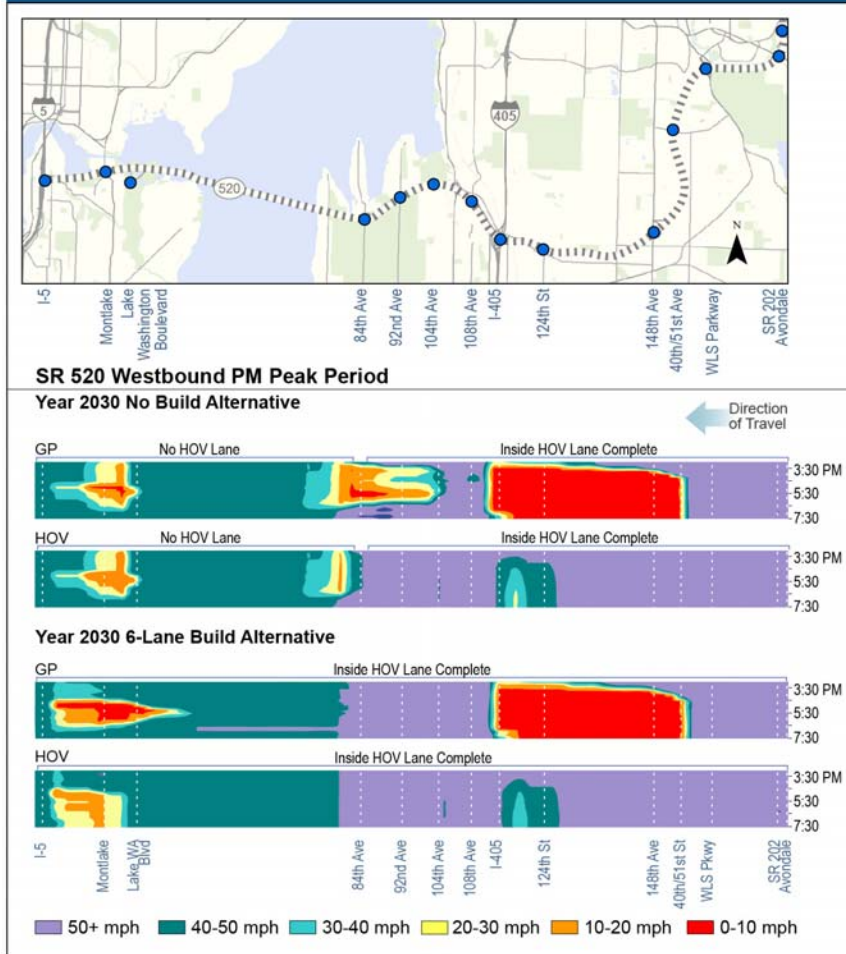 5
405
520
N
I-5
Montlake
Lake
Washington
Boulevard
84th Ave
92nd Ave
104th Ave
108th Ave
I-405
124th St
148th Ave
40th/51st Ave
WLS Parkway
SR 202
Avondale
SR 520 Westbound PM Peak Period
Year 2030 No Build Alternative
Direction
of Travel
GP
No HOV Lane
Inside HOV Lane Complete
3:30 PM
5:30
7:30
HOV
No HOV Lane
Inside HOV Lane Complete
3:30 PM
5:30
7:30
Year 2030 6-Lane Build Alternative
GP
Inside HOV Lane Complete
3:30 PM
5:30
7:30
HOV
Inside HOV Lane Complete
3:30 PM
5:30
7:30
I-5
Montlake
Lake WA
Blvd
84th Ave
92nd Ave
104th Ave
108th Ave
I-405
124th St
148th Ave
40th/51st St
WLS Pkwy
SR 202
Avondale
50+ mph
40-50 mph
30-40 mph
20-30 mph
10-20 mph
0-10 mph